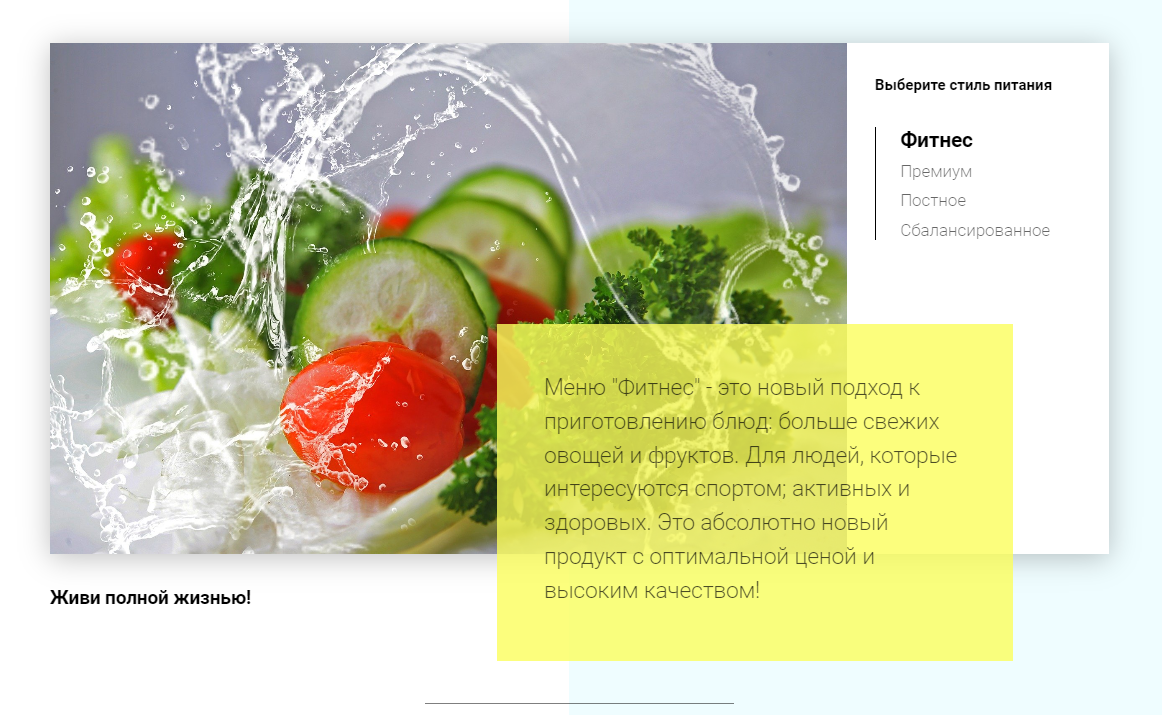 Выберите стиль питания
Фитнес
Премиум
Постное
Сбалансированное
Меню "Фитнес" - это новый подход к
приготовлению блюд: больше свежих
овощей и фруктов. Для людей, которые
интересуются спортом; активных и
здоровых. Это абсолютно новый
продукт с оптимальной ценой и
высоким качеством!
Живи полной жизнью!